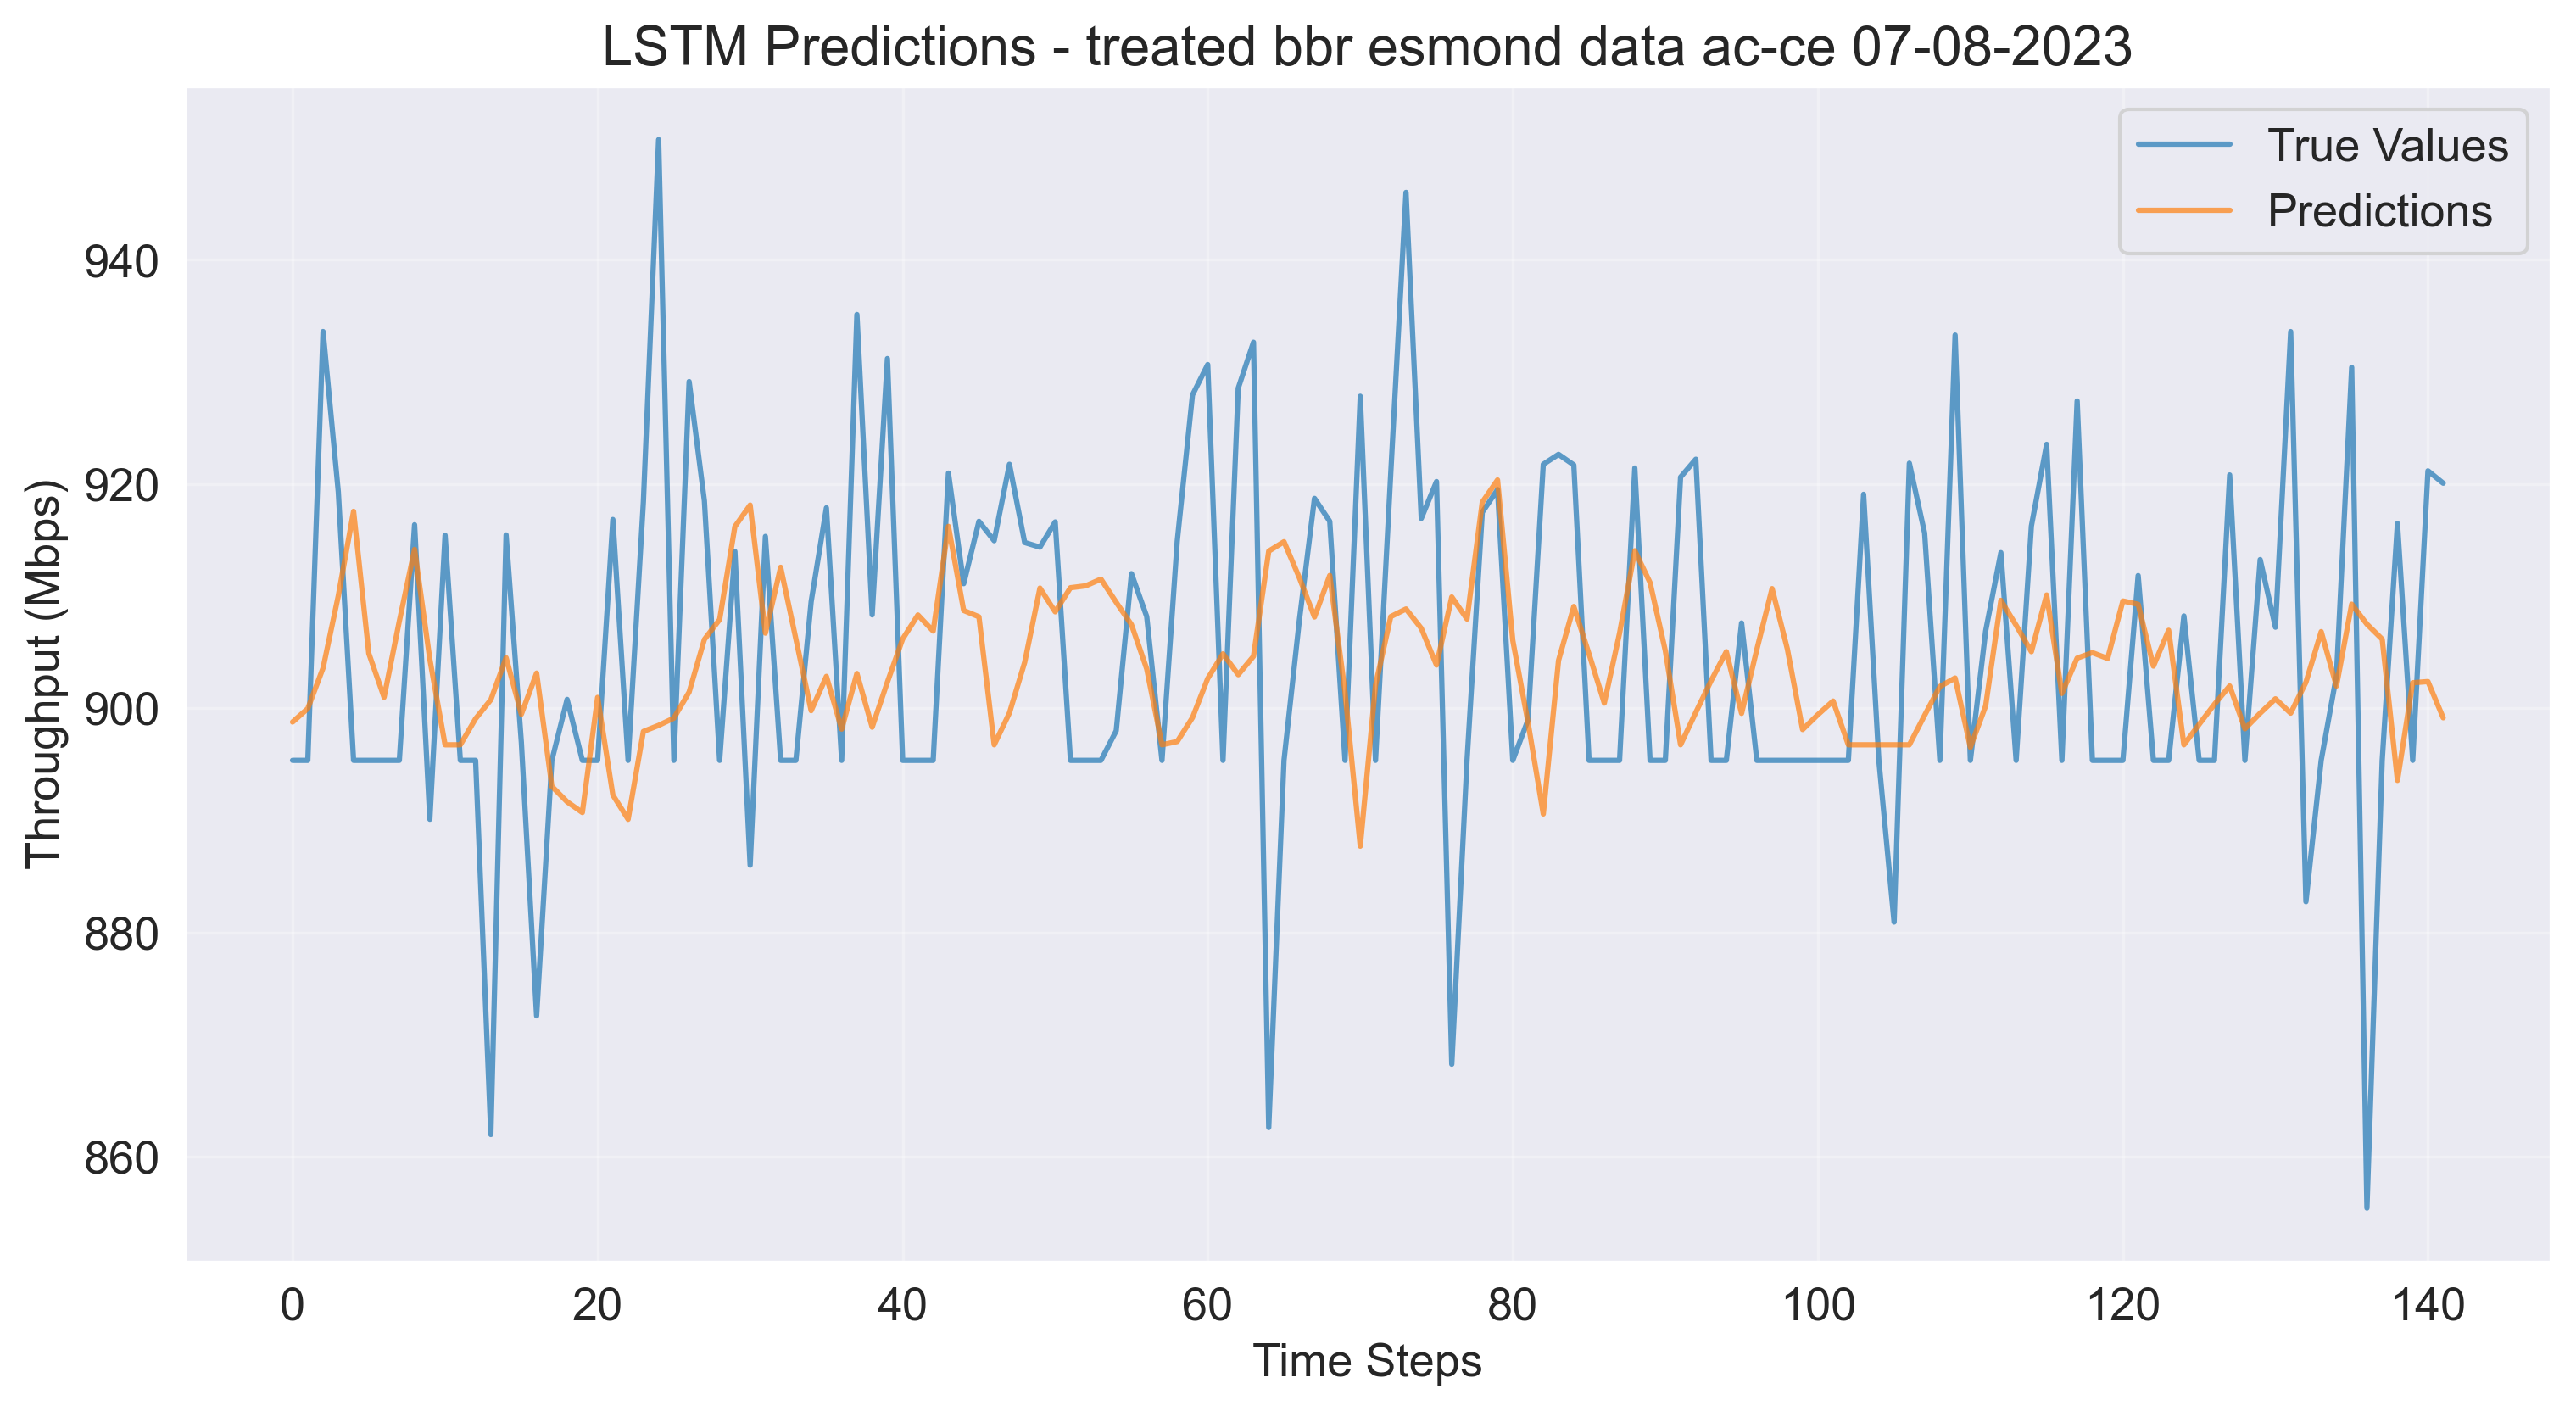 LSTM Predictions - treated bbr esmond data ac-ce 07-08-2023
True Values
Predictions
Throughput (Mbps)
940
920
900
880
860
0 20 40 60 80 100 120 140
Time Steps